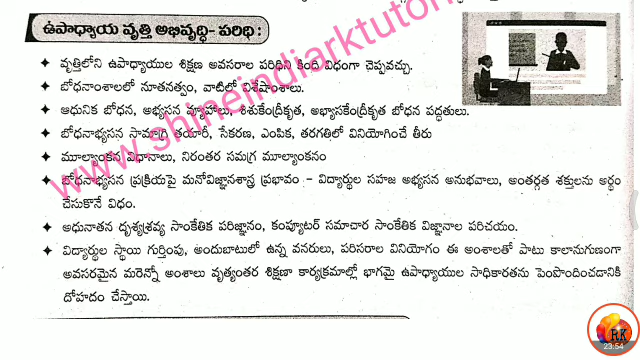 ఉపాధ్యాయ వృత్తి అభివృద్ధి- పరిధి :
✦ వృత్తిలోని ఉపాధ్యాయుల శిక్షణ అవసరాల పరిధిని కింది విధంగా చెప్పవచ్చు.
✦ బోధనాంశాలలో నూతనత్వం, వాటిలో విశేషాంశాలు.
✦ ఆధునిక బోధన, అభ్యసన వ్యూహాలు, శిశుకేంద్రీకృత, అభ్యాసకేంద్రీకృత బోధన పద్ధతులు.
✦ బోధనాభ్యసన సామాగ్రి తయారీ, సేకరణ, ఎంపిక, తరగతిలో వినియోగించే తీరు
✦ మూల్యాంకన విధానాలు, నిరంతర సమగ్ర మూల్యాంకనం
✦ బోధనాభ్యసన ప్రక్రియపై మనోవిజ్ఞానశాస్త్ర ప్రభావం – విద్యార్థుల సహజ అభ్యసన అనుభవాలు, అంతర్గత శక్తులను అర్థం
చేసుకొనే విధం.
✦ అధునాతన దృశ్యశ్రవ్య సాంకేతిక పరిజ్ఞానం, కంప్యూటర్ సమాచార సాంకేతిక విజ్ఞానాల పరిచయం.
✦ విద్యార్థుల స్థాయి గుర్తింపు, అందుబాటులో ఉన్న వనరులు, పరిసరాల వినియోగం ఈ అంశాలతో పాటు కాలానుగుణంగా
అవసరమైన మరెన్నో అంశాలు వృత్యంతర శిక్షణా కార్యక్రమాల్లో భాగమై ఉపాధ్యాయుల సాధికారతను పెంపొందించడానికి
దోహదం చేస్తాయి.
www.shineindiarktutor
RK
23:54